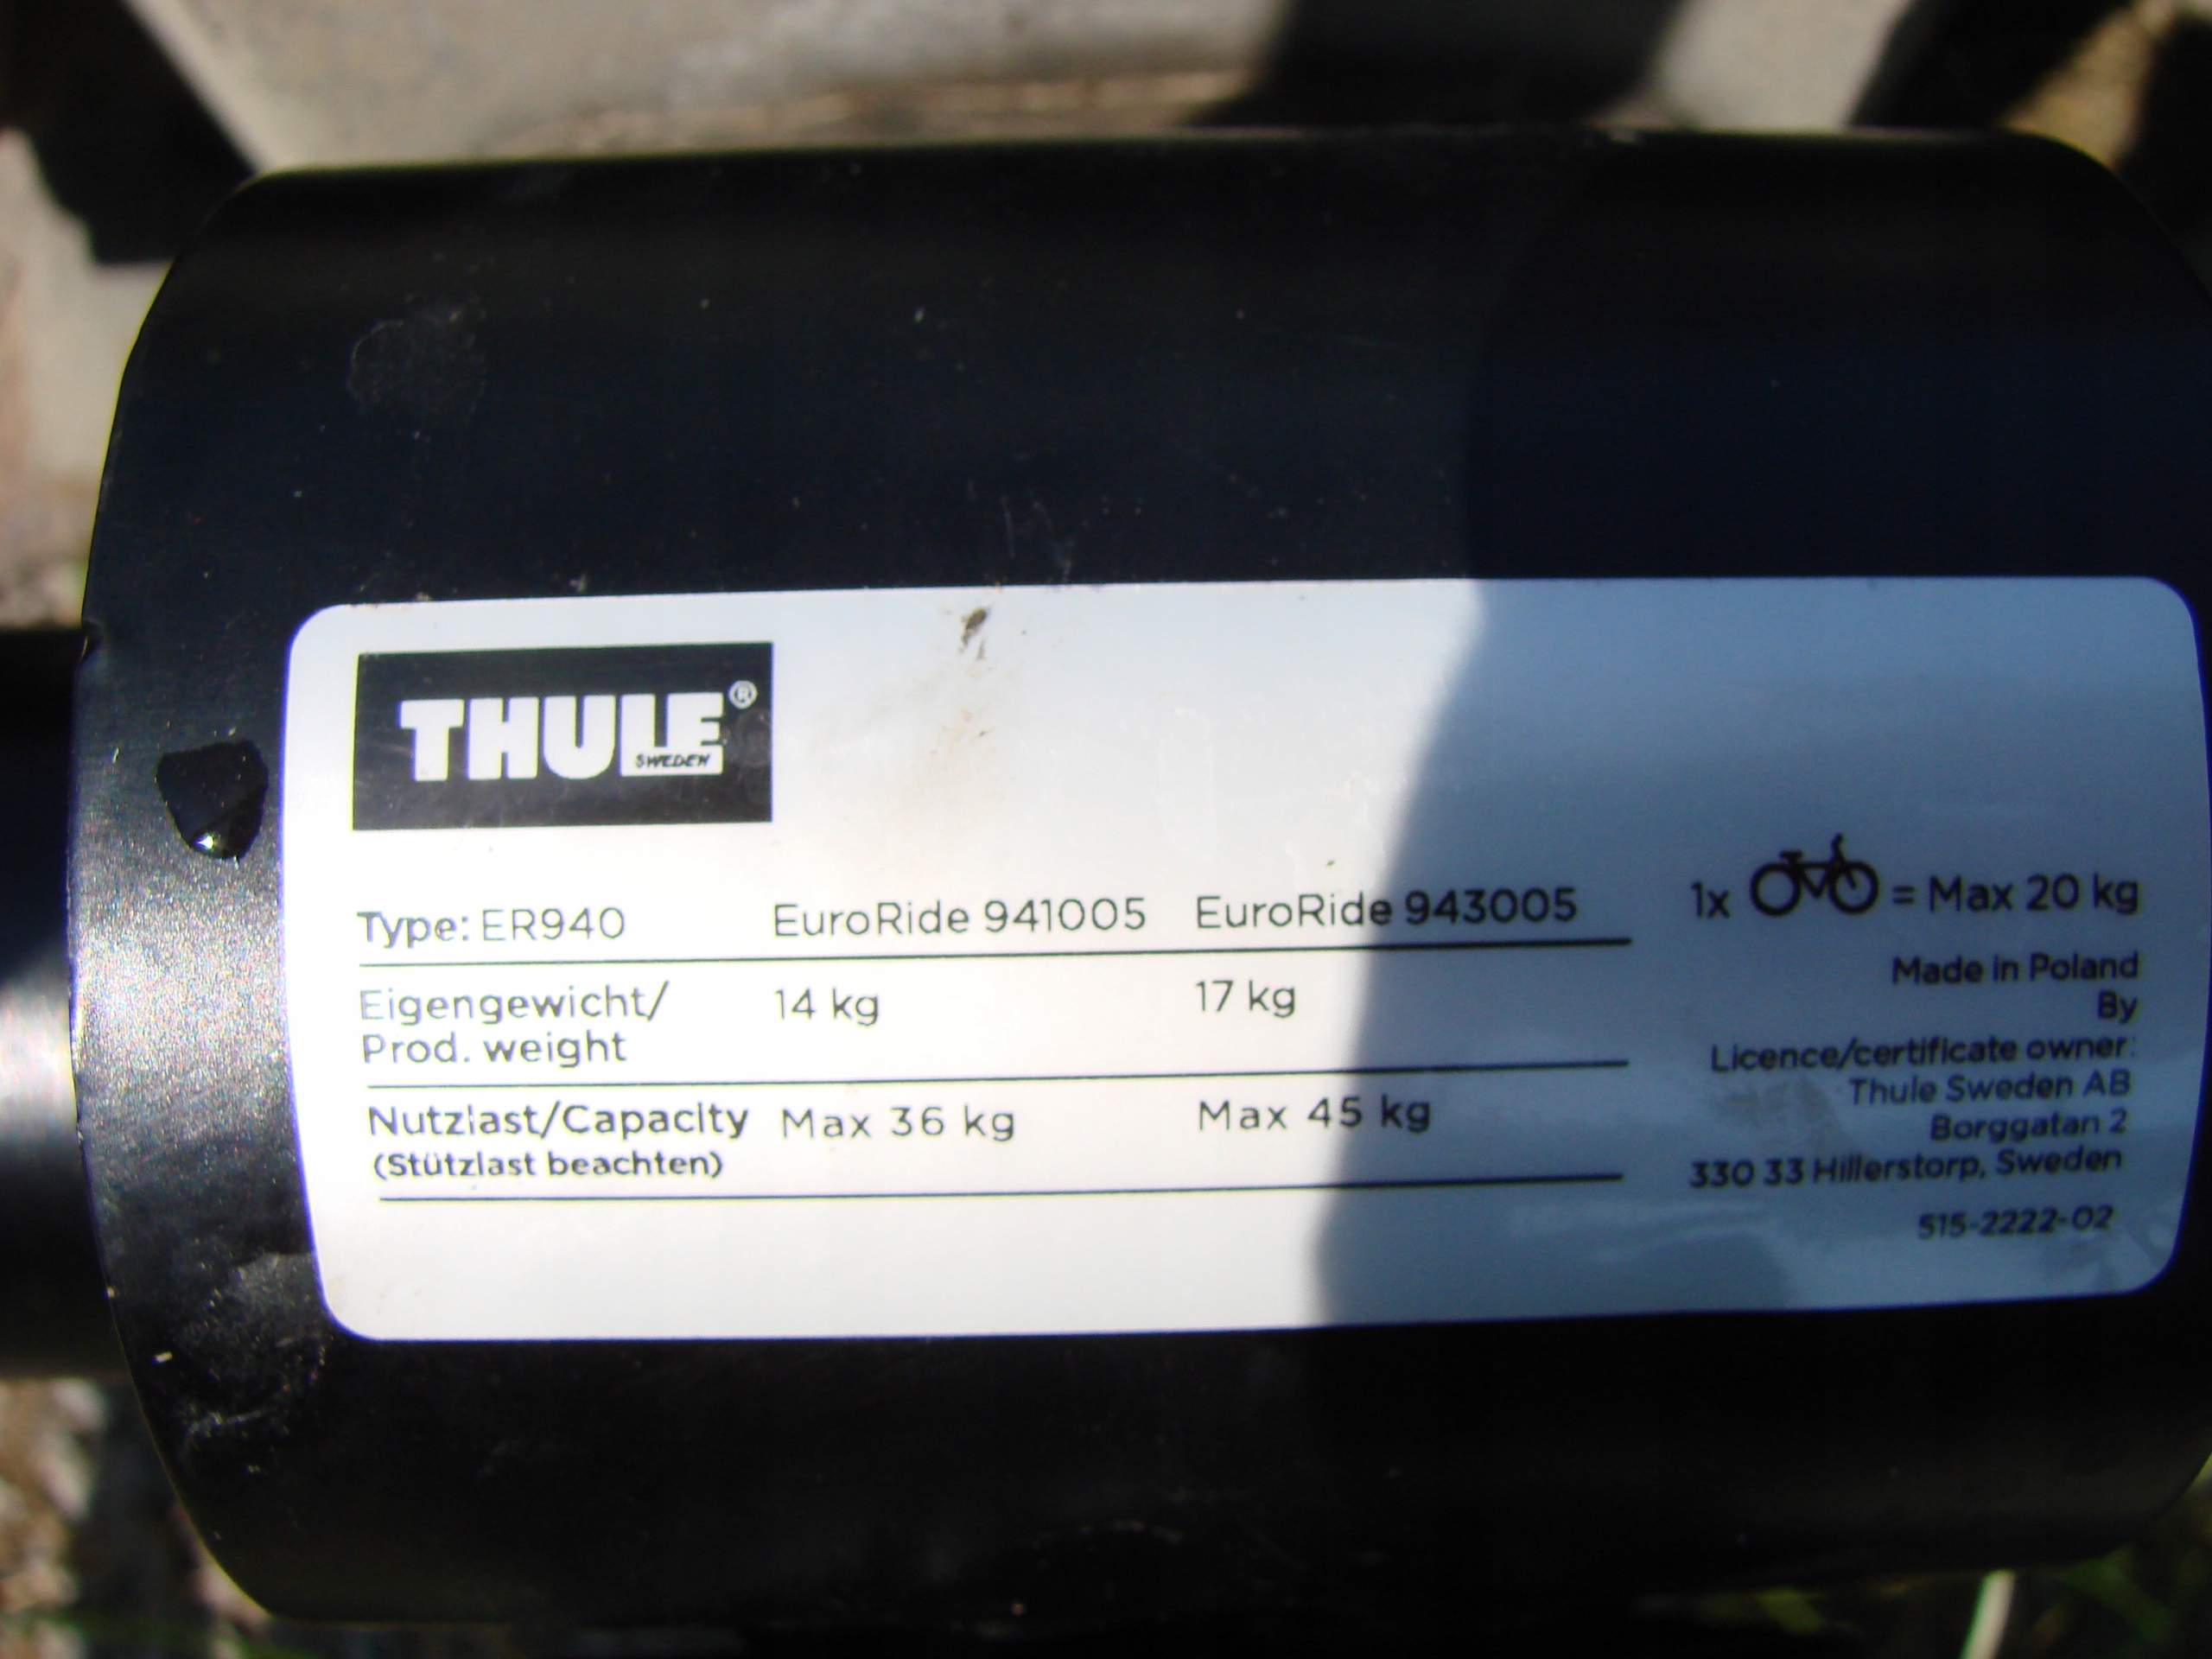 THULE®
SWEDEN
Type: ER940 EuroRide 941005 EuroRide 943005
Eigengewicht/ 14 kg 17 kg
Prod. weight
Nutzlast/Capacity Max 36 kg Max 45 kg
(Stützlast beachten)
1x = Max 20 kg
Made in Poland
By
Licence/certificate owner:
Thule Sweden AB
Borggatan 2
330 33 Hillerstorp, Sweden
515-2222-02